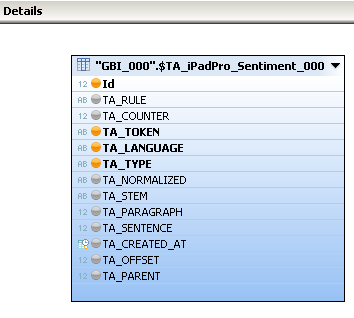 Details
"GBI_000".$TA_iPadPro_Sentiment_000
12 Id
AB TA_RULE
12 TA_COUNTER
AB TA_TOKEN
AB TA_LANGUAGE
AB TA_TYPE
AB TA_NORMALIZED
AB TA_STEM
12 TA_PARAGRAPH
12 TA_SENTENCE
TA_CREATED_AT
12 TA_OFFSET
12 TA_PARENT